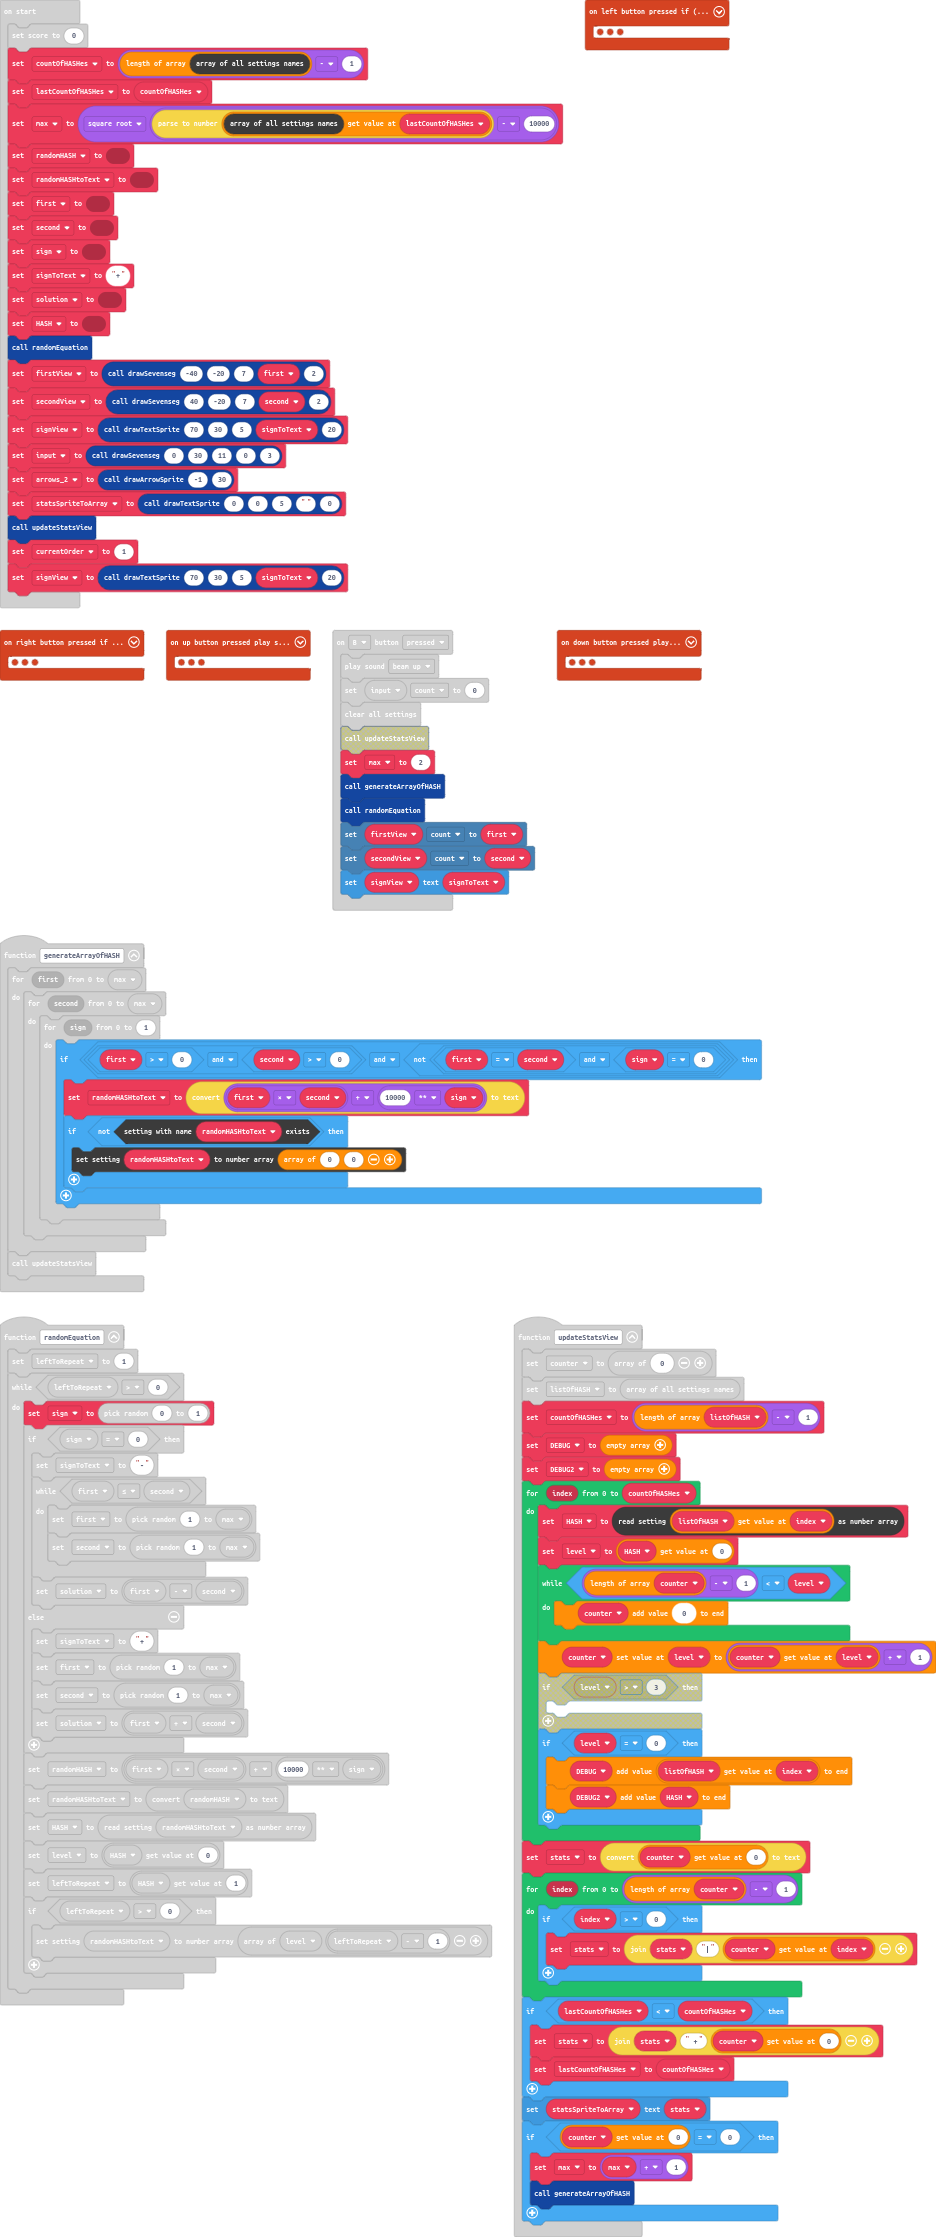 on start
set score to 0
set countOfHASHes to length of array array of all settings names - 1
set lastCountOfHASHes to countOfHASHes
set max to square root parse to number array of all settings names get value at lastCountOfHASHes - 10000
set randomHASH to
set randomHASHtoText to
set first to
set second to
set sign to
set signToText to "+"
set solution to
set HASH to
call randomEquation
set firstView to call drawSevenseg -40 -20 7 first 2
set secondView to call drawSevenseg 40 -20 7 second 2
set signView to call drawTextSprite 70 30 5 signToText 20
set input to call drawSevenseg 0 30 11 0 3
set arrows_2 to call drawArrowSprite -1 30
set statsSpriteToArray to call drawTextSprite 0 0 5 " " 0
call updateStatsView
set currentOrder to 1
set signView to call drawTextSprite 70 30 5 signToText 20
on left button pressed if (...
on right button pressed if ...
on up button pressed play s...
on B button pressed
play sound beam up
set input count to 0
clear all settings
call updateStatsView
set max to 2
call generateArrayOfHASH
call randomEquation
set firstView count to first
set secondView count to second
set signView text signToText
on down button pressed play...
function generateArrayOfHASH
for first from 0 to max
do for second from 0 to max
do for sign from 0 to 1
do if first > 0 and second > 0 and not first = second and sign = 0 then
set randomHASHtoText to convert first × second + 10000 ** sign to text
if not setting with name randomHASHtoText exists then
set setting randomHASHtoText to number array array of 0 0
call updateStatsView
function randomEquation
set leftToRepeat to 1
while leftToRepeat > 0
do set sign to pick random 0 to 1
if sign = 0 then
set signToText to "-"
while first ≤ second
do set first to pick random 1 to max
set second to pick random 1 to max
set solution to first - second
else
set signToText to "+"
set first to pick random 1 to max
set second to pick random 1 to max
set solution to first + second
set randomHASH to first × second + 10000 ** sign
set randomHASHtoText to convert randomHASH to text
set HASH to read setting randomHASHtoText as number array
set level to HASH get value at 0
set leftToRepeat to HASH get value at 1
if leftToRepeat > 0 then
set setting randomHASHtoText to number array array of level leftToRepeat - 1
function updateStatsView
set counter to array of 0
set listOfHASH to array of all settings names
set countOfHASHes to length of array listOfHASH - 1
set DEBUG to empty array
set DEBUG2 to empty array
for index from 0 to countOfHASHes
do set HASH to read setting listOfHASH get value at index as number array
set level to HASH get value at 0
while length of array counter - 1 < level
do counter add value 0 to end
counter set value at level to counter get value at level + 1
if level > 3 then
if level = 0 then
DEBUG add value listOfHASH get value at index to end
DEBUG2 add value HASH to end
set stats to convert counter get value at 0 to text
for index from 0 to length of array counter - 1
do if index > 0 then
set stats to join stats "|" counter get value at index
if lastCountOfHASHes < countOfHASHes then
set stats to join stats " +" counter get value at 0
set lastCountOfHASHes to countOfHASHes
set statsSpriteToArray text stats
if counter get value at 0 = 0 then
set max to max + 1
call generateArrayOfHASH